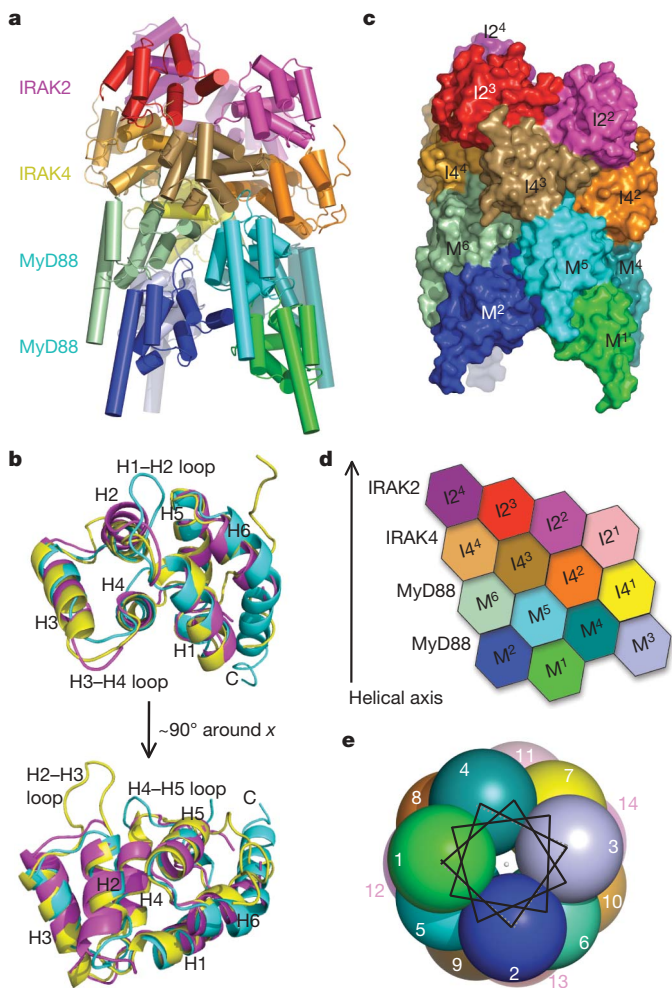 a
IRAK2
IRAK4
MyD88
MyD88
b
H1–H2 loop
H2
H5
H6
H4
H3
H1
H3–H4 loop
C
~90° around x
H2–H3
loop
H4–H5 loop
C
H5
H2
H4
H3
H6
H1
c
I2⁴
I2³
I2²
I4⁴
I4³
I4²
M⁶
M⁵
M⁴
M²
M¹
d
IRAK2
IRAK4
MyD88
MyD88
I2⁴
I2³
I2²
I2¹
I4⁴
I4³
I4²
I4¹
M⁶
M⁵
M⁴
M³
M²
M¹
Helical axis
e
11
4
7
8
14
1
3
12
10
5
6
9
2
13